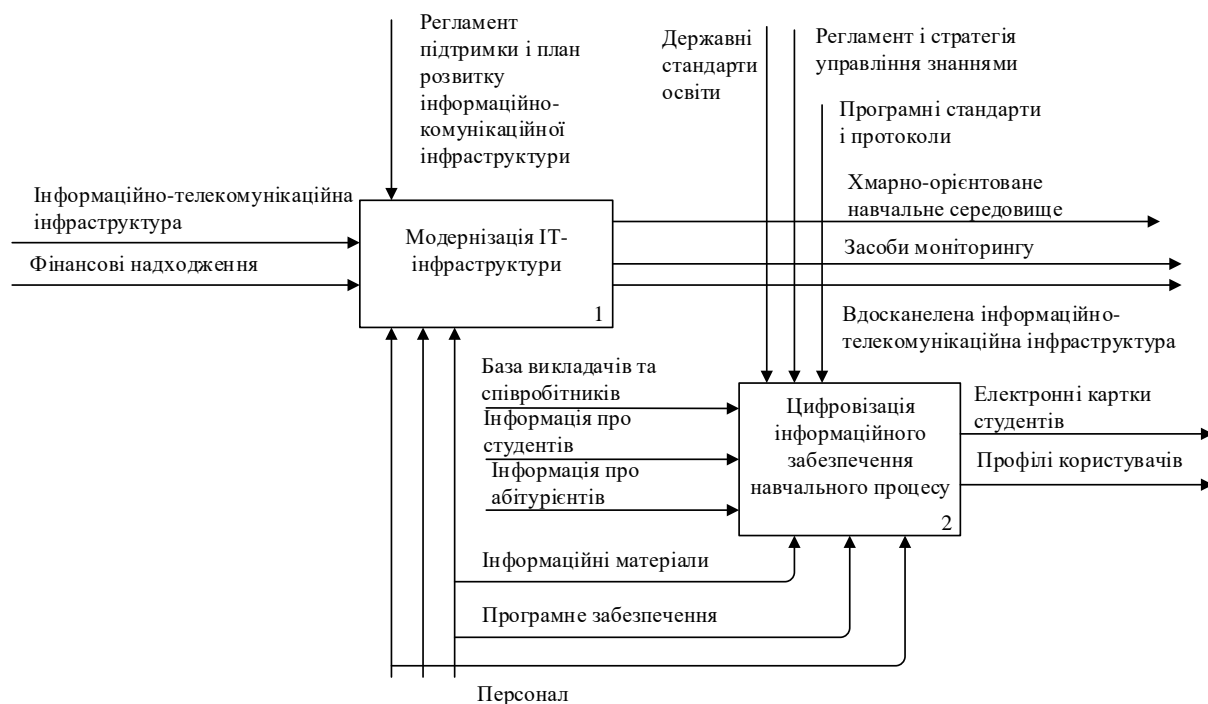 Регламент
підтримки і план
розвитку
інформаційно-
комунікаційної
інфраструктури
Державні
стандарти
освіти
Регламент і стратегія
управління знаннями
Програмні стандарти
і протоколи
Інформаційно-телекомунікаційна
інфраструктура
Фінансові надходження
Модернізація ІТ-
інфраструктури
1
Хмарно-орієнтоване
навчальне середовище
Засоби моніторингу
Вдосканелена інформаційно-
телекомунікаційна інфраструктура
База викладачів та
співробітників
Інформація про
студентів
Інформація про
абітурієнтів
Цифровізація
інформаційного
забезпечення
навчального процесу
2
Електронні картки
студентів
Профілі користувачів
Інформаційні матеріали
Програмне забезпечення
Персонал